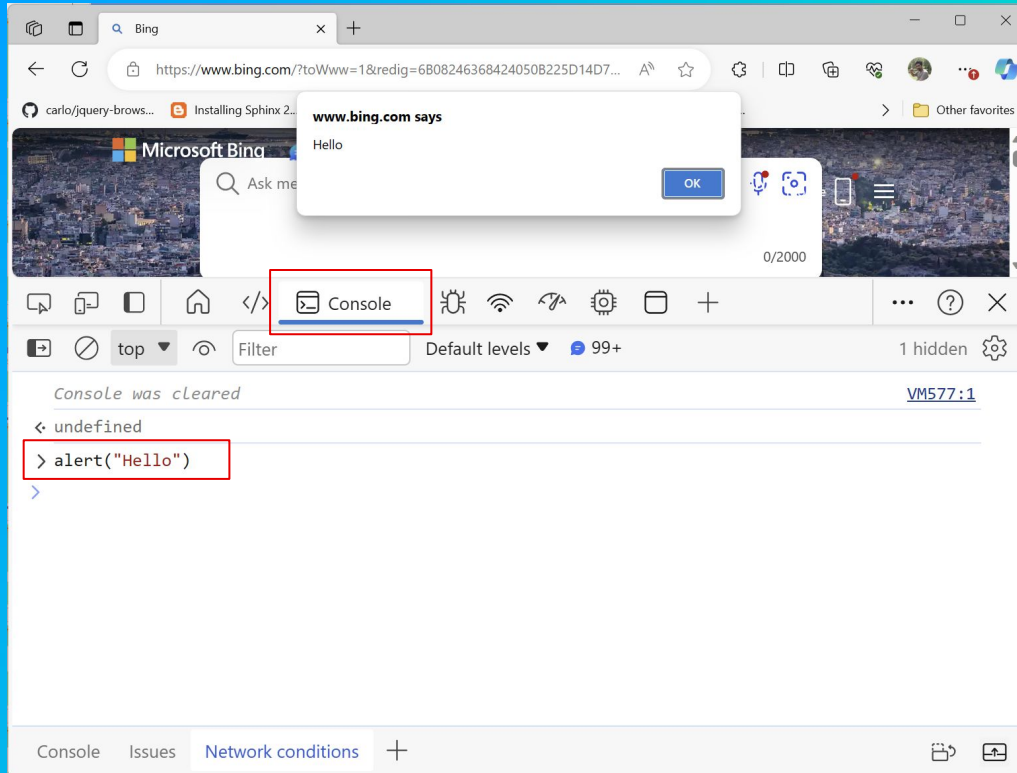 Bing
https://www.bing.com/?toWww=1&redig=6B08246368424050B225D14D7...
carlo/jquery-brows... Installing Sphinx 2... Other favorites
www.bing.com says
Hello
OK
Microsoft Bing
Ask me
0/2000
Console
top Filter Default levels 99+ 1 hidden
Console was cleared VM577:1
undefined
alert("Hello")
Console Issues Network conditions